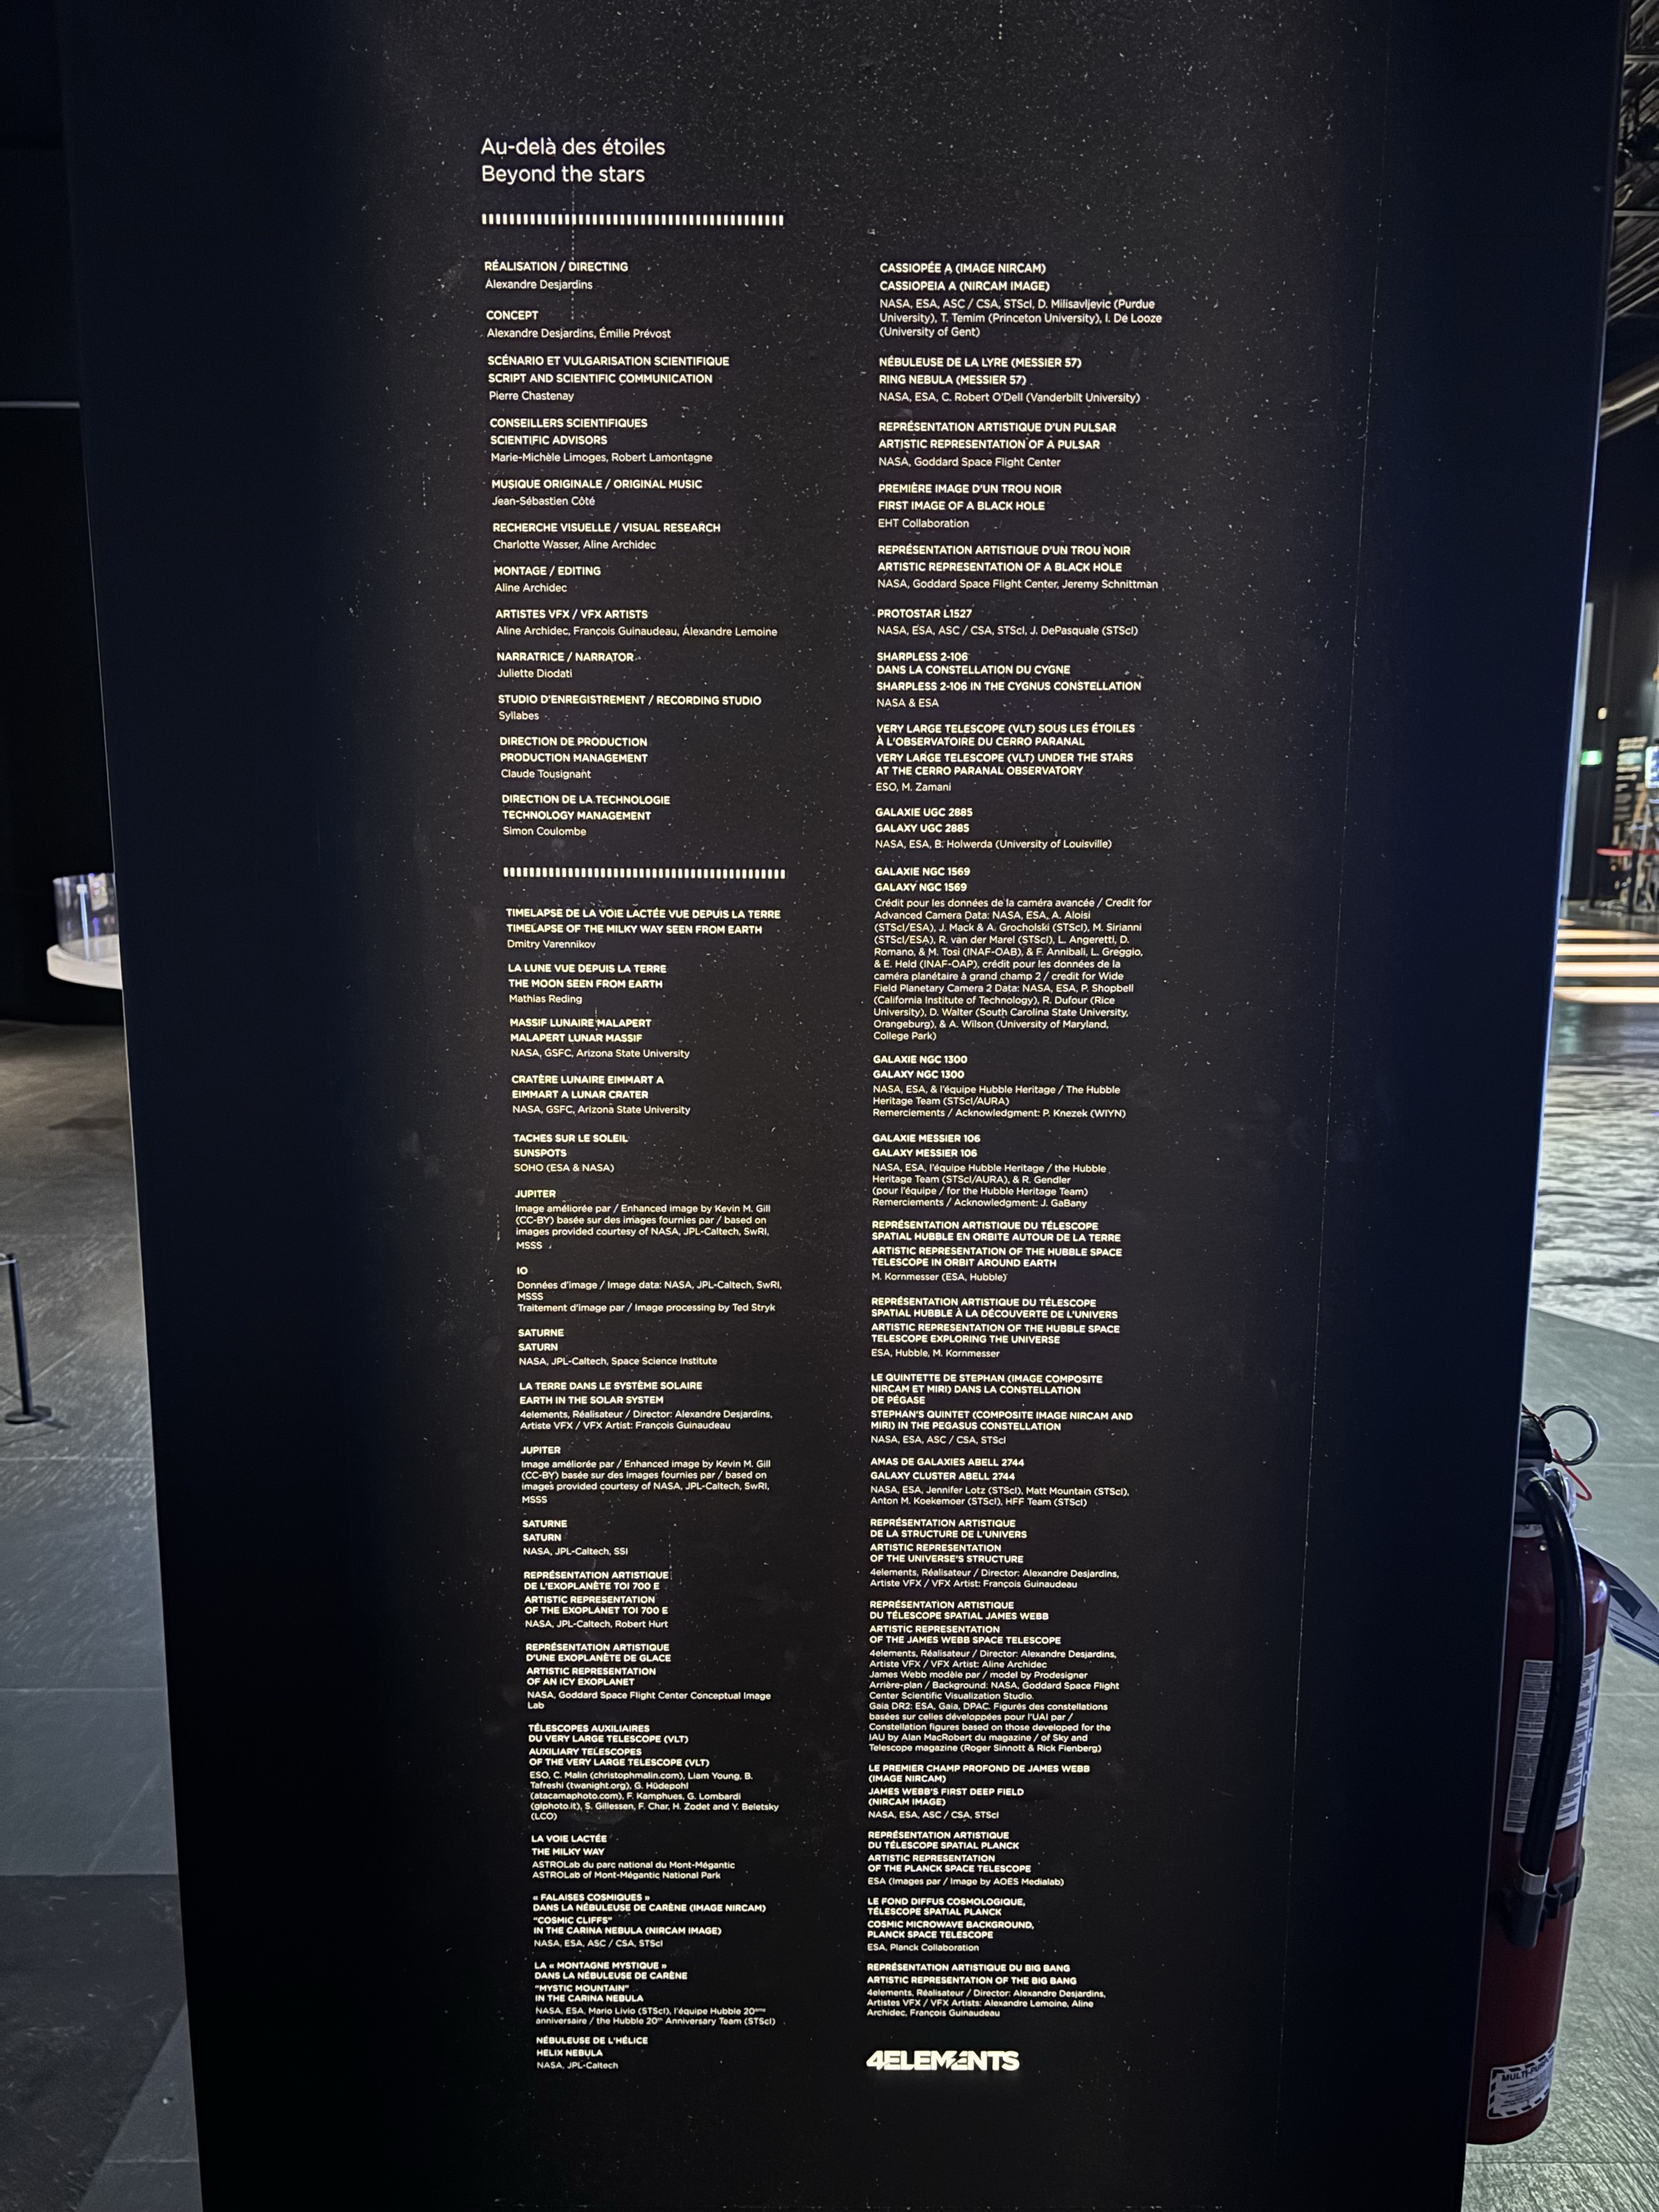 Au-delà des étoiles
Beyond the stars
RÉALISATION / DIRECTING
Alexandre Desjardins
CONCEPT
Alexandre Desjardins, Émilie Prévost
SCÉNARIO ET VULGARISATION SCIENTIFIQUE
SCRIPT AND SCIENTIFIC COMMUNICATION
Pierre Chastenay
CONSEILLERS SCIENTIFIQUES
SCIENTIFIC ADVISORS
Marie-Michèle Limoges, Robert Lamontagne
MUSIQUE ORIGINALE / ORIGINAL MUSIC
Jean-Sébastien Côté
RECHERCHE VISUELLE / VISUAL RESEARCH
Charlotte Wasser, Aline Archidec
MONTAGE / EDITING
Aline Archidec
ARTISTES VFX / VFX ARTISTS
Aline Archidec, François Guinaudeau, Alexandre Lemoine
NARRATRICE / NARRATOR
Juliette Diodati
STUDIO D'ENREGISTREMENT / RECORDING STUDIO
Syllabes
DIRECTION DE PRODUCTION
PRODUCTION MANAGEMENT
Claude Tousignant
DIRECTION DE LA TECHNOLOGIE
TECHNOLOGY MANAGEMENT
Simon Coulombe
TIMELAPSE DE LA VOIE LACTÉE VUE DEPUIS LA TERRE
TIMELAPSE OF THE MILKY WAY SEEN FROM EARTH
Dmitry Varennikov
LA LUNE VUE DEPUIS LA TERRE
THE MOON SEEN FROM EARTH
Mathias Reding
MASSIF LUNAIRE MALAPERT
MALAPERT LUNAR MASSIF
NASA, GSFC, Arizona State University
CRATÈRE LUNAIRE EIMMART A
EIMMART A LUNAR CRATER
NASA, GSFC, Arizona State University
TACHES SUR LE SOLEIL
SUNSPOTS
SOHO (ESA & NASA)
JUPITER
Image améliorée par / Enhanced image by Kevin M. Gill
(CC-BY) basée sur des images fournies par / based on
images provided courtesy of NASA, JPL-Caltech, SwRI,
MSSS
IO
Données d'image / Image data: NASA, JPL-Caltech, SwRI,
MSSS
Traitement d'image par / Image processing by Ted Stryk
SATURNE
SATURN
NASA, JPL-Caltech, Space Science Institute
LA TERRE DANS LE SYSTÈME SOLAIRE
EARTH IN THE SOLAR SYSTEM
4elements, Réalisateur / Director: Alexandre Desjardins,
Artiste VFX / VFX Artist: François Guinaudeau
JUPITER
Image améliorée par / Enhanced image by Kevin M. Gill
(CC-BY) basée sur des images fournies par / based on
images provided courtesy of NASA, JPL-Caltech, SwRI,
MSSS
SATURNE
SATURN
NASA, JPL-Caltech, SSI
REPRÉSENTATION ARTISTIQUE
DE L'EXOPLANÈTE TOI 700 E
ARTISTIC REPRESENTATION
OF THE EXOPLANET TOI 700 E
NASA, JPL-Caltech, Robert Hurt
REPRÉSENTATION ARTISTIQUE
D'UNE EXOPLANÈTE DE GLACE
ARTISTIC REPRESENTATION
OF AN ICY EXOPLANET
NASA, Goddard Space Flight Center Conceptual Image
Lab
TÉLESCOPES AUXILIAIRES
DU VERY LARGE TELESCOPE (VLT)
AUXILIARY TELESCOPES
OF THE VERY LARGE TELESCOPE (VLT)
ESO, C. Malin (christophmalin.com), Liam Young, B.
Tafreshi (twanight.org), G. Hüdepohl
(atacamaphoto.com), F. Kamphues, G. Lombardi
(glphoto.it), S. Gillessen, F. Char, H. Zodet and Y. Beletsky
(LCO)
LA VOIE LACTÉE
THE MILKY WAY
ASTROLab du parc national du Mont-Mégantic
ASTROLab of Mont-Mégantic National Park
« FALAISES COSMIQUES »
DANS LA NÉBULEUSE DE CARÈNE (IMAGE NIRCAM)
"COSMIC CLIFFS"
IN THE CARINA NEBULA (NIRCAM IMAGE)
NASA, ESA, ASC / CSA, STScI
LA « MONTAGNE MYSTIQUE »
DANS LA NÉBULEUSE DE CARÈNE
"MYSTIC MOUNTAIN"
IN THE CARINA NEBULA
NASA, ESA, Mario Livio (STScI), l'équipe Hubble 20ème
anniversaire / the Hubble 20th Anniversary Team (STScI)
NÉBULEUSE DE L'HÉLICE
HELIX NEBULA
NASA, JPL-Caltech
CASSIOPÉE A (IMAGE NIRCAM)
CASSIOPEIA A (NIRCAM IMAGE)
NASA, ESA, ASC / CSA, STScI, D. Milisavljevic (Purdue
University), T. Temim (Princeton University), I. De Looze
(University of Gent)
NÉBULEUSE DE LA LYRE (MESSIER 57)
RING NEBULA (MESSIER 57)
NASA, ESA, C. Robert O'Dell (Vanderbilt University)
REPRÉSENTATION ARTISTIQUE D'UN PULSAR
ARTISTIC REPRESENTATION OF A PULSAR
NASA, Goddard Space Flight Center
PREMIÈRE IMAGE D'UN TROU NOIR
FIRST IMAGE OF A BLACK HOLE
EHT Collaboration
REPRÉSENTATION ARTISTIQUE D'UN TROU NOIR
ARTISTIC REPRESENTATION OF A BLACK HOLE
NASA, Goddard Space Flight Center, Jeremy Schnittman
PROTOSTAR L1527
NASA, ESA, ASC / CSA, STScI, J. DePasquale (STScI)
SHARPLESS 2-106
DANS LA CONSTELLATION DU CYGNE
SHARPLESS 2-106 IN THE CYGNUS CONSTELLATION
NASA & ESA
VERY LARGE TELESCOPE (VLT) SOUS LES ÉTOILES
À L'OBSERVATOIRE DU CERRO PARANAL
VERY LARGE TELESCOPE (VLT) UNDER THE STARS
AT THE CERRO PARANAL OBSERVATORY
ESO, M. Zamani
GALAXIE UGC 2885
GALAXY UGC 2885
NASA, ESA, B. Holwerda (University of Louisville)
GALAXIE NGC 1569
GALAXY NGC 1569
Crédit pour les données de la caméra avancée / Credit for
Advanced Camera Data: NASA, ESA, A. Aloisi
(STScI/ESA), J. Mack & A. Grocholski (STScI), M. Sirianni
(STScI/ESA), R. van der Marel (STScI), L. Angeretti, D.
Romano, & M. Tosi (INAF-OAB), & F. Annibali, L. Greggio,
& E. Held (INAF-OAP), crédit pour les données de la
caméra planétaire à grand champ 2 / credit for Wide
Field Planetary Camera 2 Data: NASA, ESA, P. Shopbell
(California Institute of Technology), R. Dufour (Rice
University), D. Walter (South Carolina State University,
Orangeburg), & A. Wilson (University of Maryland,
College Park)
GALAXIE NGC 1300
GALAXY NGC 1300
NASA, ESA, & l'équipe Hubble Heritage / The Hubble
Heritage Team (STScI/AURA)
Remerciements / Acknowledgment: P. Knezek (WIYN)
GALAXIE MESSIER 106
GALAXY MESSIER 106
NASA, ESA, l'équipe Hubble Heritage / the Hubble
Heritage Team (STScI/AURA), & R. Gendler
(pour l'équipe / for the Hubble Heritage Team)
Remerciements / Acknowledgment: J. GaBany
REPRÉSENTATION ARTISTIQUE DU TÉLESCOPE
SPATIAL HUBBLE EN ORBITE AUTOUR DE LA TERRE
ARTISTIC REPRESENTATION OF THE HUBBLE SPACE
TELESCOPE IN ORBIT AROUND EARTH
M. Kornmesser (ESA, Hubble)
REPRÉSENTATION ARTISTIQUE DU TÉLESCOPE
SPATIAL HUBBLE À LA DÉCOUVERTE DE L'UNIVERS
ARTISTIC REPRESENTATION OF THE HUBBLE SPACE
TELESCOPE EXPLORING THE UNIVERSE
ESA, Hubble, M. Kornmesser
LE QUINTETTE DE STEPHAN (IMAGE COMPOSITE
NIRCAM ET MIRI) DANS LA CONSTELLATION
DE PÉGASE
STEPHAN'S QUINTET (COMPOSITE IMAGE NIRCAM AND
MIRI) IN THE PEGASUS CONSTELLATION
NASA, ESA, ASC / CSA, STScI
AMAS DE GALAXIES ABELL 2744
GALAXY CLUSTER ABELL 2744
NASA, ESA, Jennifer Lotz (STScI), Matt Mountain (STScI),
Anton M. Koekemoer (STScI), HFF Team (STScI)
REPRÉSENTATION ARTISTIQUE
DE LA STRUCTURE DE L'UNIVERS
ARTISTIC REPRESENTATION
OF THE UNIVERSE'S STRUCTURE
4elements, Réalisateur / Director: Alexandre Desjardins,
Artiste VFX / VFX Artist: François Guinaudeau
REPRÉSENTATION ARTISTIQUE
DU TÉLESCOPE SPATIAL JAMES WEBB
ARTISTIC REPRESENTATION
OF THE JAMES WEBB SPACE TELESCOPE
4elements, Réalisateur / Director: Alexandre Desjardins,
Artiste VFX / VFX Artist: Aline Archidec
James Webb modèle par / model by Prodesigner
Arrière-plan / Background: NASA, Goddard Space Flight
Center Scientific Visualization Studio.
Gaia DR2: ESA, Gaia, DPAC. Figurés des constellations
basées sur celles développées pour l'UAI par /
Constellation figures based on those developed for the
IAU by Alan MacRobert du magazine / of Sky and
Telescope magazine (Roger Sinnott & Rick Fienberg)
LE PREMIER CHAMP PROFOND DE JAMES WEBB
(IMAGE NIRCAM)
JAMES WEBB'S FIRST DEEP FIELD
(NIRCAM IMAGE)
NASA, ESA, ASC / CSA, STScI
REPRÉSENTATION ARTISTIQUE
DU TÉLESCOPE SPATIAL PLANCK
ARTISTIC REPRESENTATION
OF THE PLANCK SPACE TELESCOPE
ESA (Images par / Image by AOES Medialab)
LE FOND DIFFUS COSMOLOGIQUE,
TÉLESCOPE SPATIAL PLANCK
COSMIC MICROWAVE BACKGROUND,
PLANCK SPACE TELESCOPE
ESA, Planck Collaboration
REPRÉSENTATION ARTISTIQUE DU BIG BANG
ARTISTIC REPRESENTATION OF THE BIG BANG
4elements, Réalisateur / Director: Alexandre Desjardins,
Artistes VFX / VFX Artists: Alexandre Lemoine, Aline
Archidec, François Guinaudeau
4ELEMENTS